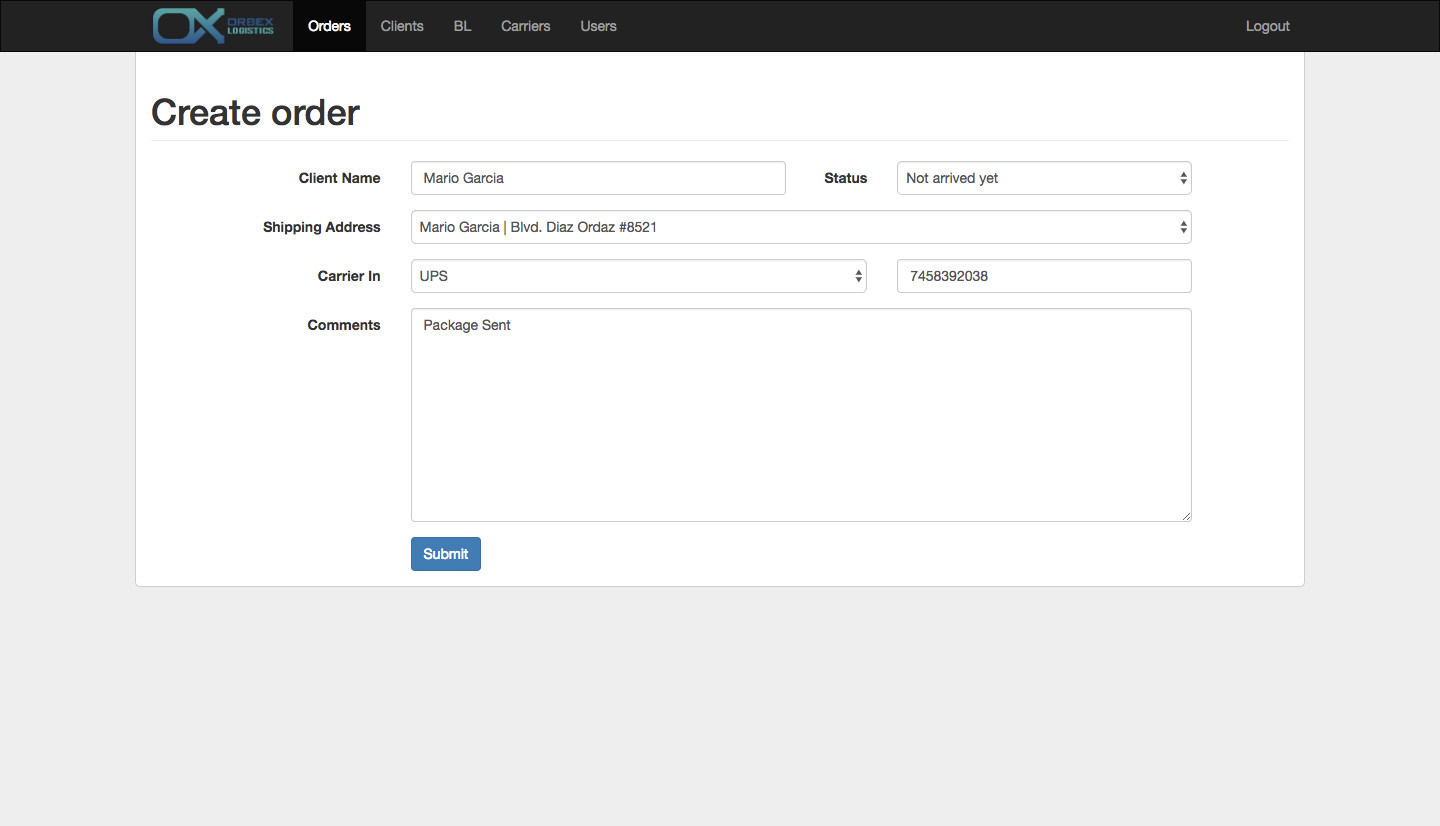 OX ORBEX LOGISTICS Orders Clients BL Carriers Users Logout
Create order
Client Name Mario Garcia Status Not arrived yet
Shipping Address Mario Garcia | Blvd. Diaz Ordaz #8521
Carrier In UPS 7458392038
Comments Package Sent
Submit